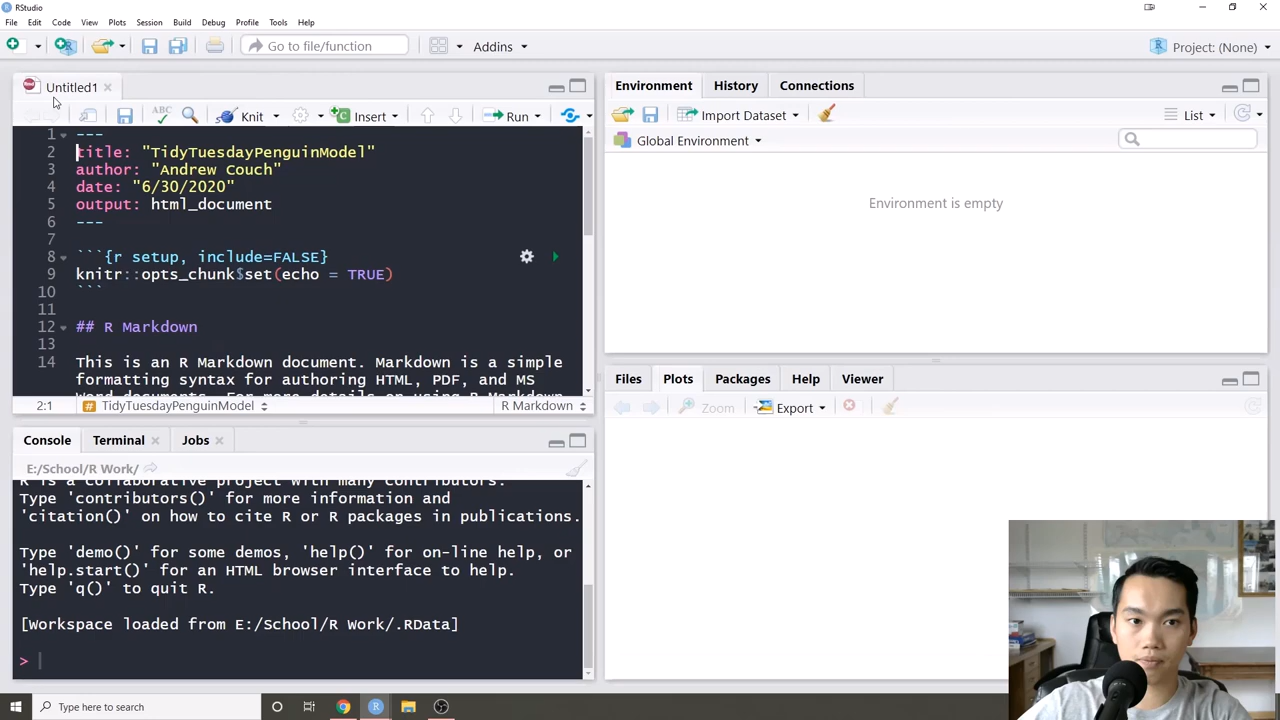 RStudio
File Edit Code View Plots Session Build Debug Profile Tools Help
Go to file/function
Addins
Project: (None)
Untitled1
ABC
Knit
Insert
Run
1 ---
2 title: "TidyTuesdayPenguinModel"
3 author: "Andrew Couch"
4 date: "6/30/2020"
5 output: html_document
6 ---
7
8 ```{r setup, include=FALSE}
9 knitr::opts_chunk$set(echo = TRUE)
10 ```
11
12 ## R Markdown
13
14 This is an R Markdown document. Markdown is a simple
formatting syntax for authoring HTML, PDF, and MS
Word documents. For more details on using R Markdown
2:1 # TidyTuesdayPenguinModel R Markdown
Console Terminal Jobs
E:/School/R Work/
R is a collaborative project with many contributors.
Type 'contributors()' for more information and
'citation()' on how to cite R or R packages in publications.
Type 'demo()' for some demos, 'help()' for on-line help, or
'help.start()' for an HTML browser interface to help.
Type 'q()' to quit R.
[Workspace loaded from E:/School/R Work/.RData]
>
Environment History Connections
Import Dataset
List
Global Environment
Environment is empty
Files Plots Packages Help Viewer
Zoom
Export
Type here to search